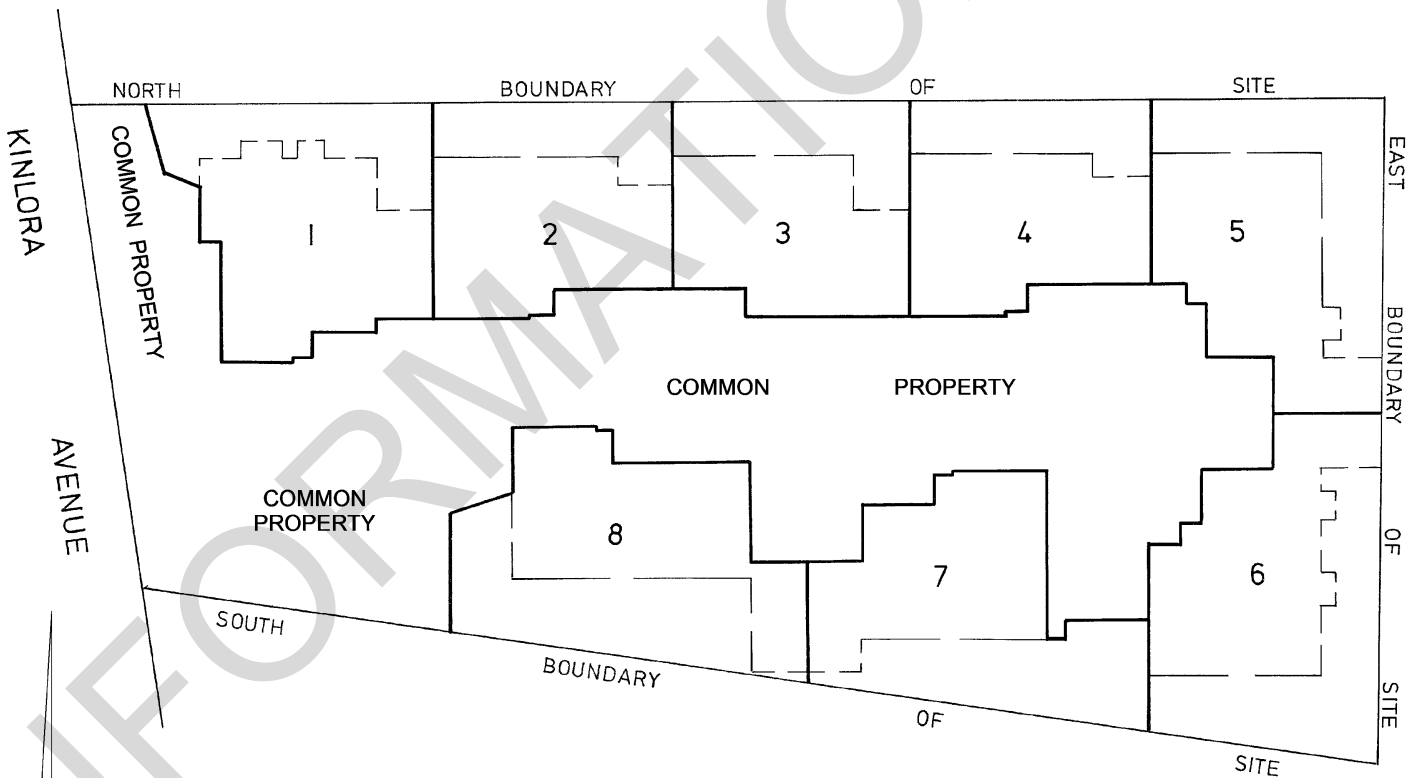 NORTH BOUNDARY OF SITE
KINLORA AVENUE
COMMON PROPERTY
1
2
3
4
5
EAST BOUNDARY OF SITE
COMMON PROPERTY
COMMON
PROPERTY
8
7
6
SOUTH BOUNDARY OF SITE
FORMATIO